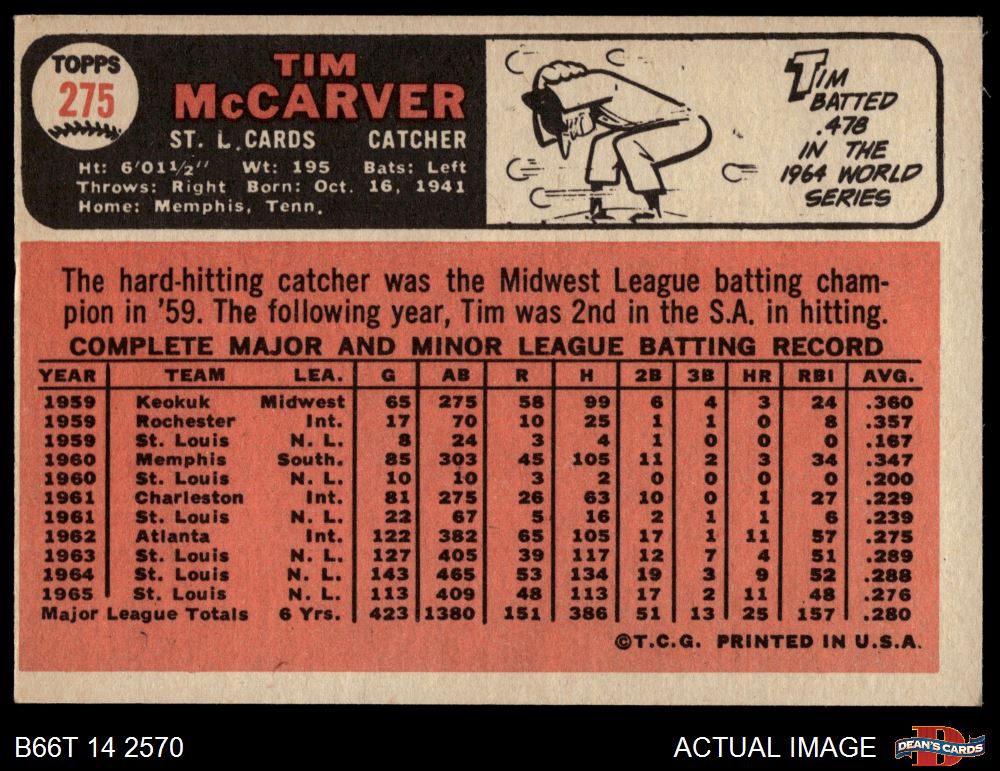 TOPPS
275
TIM
McCARVER
ST. L. CARDS CATCHER
Ht: 6'01½" Wt: 195 Bats: Left
Throws: Right Born: Oct. 16, 1941
Home: Memphis, Tenn.
TIM
BATTED
.478
IN THE
1964 WORLD
SERIES
The hard-hitting catcher was the Midwest League batting cham-
pion in '59. The following year, Tim was 2nd in the S.A. in hitting.
COMPLETE MAJOR AND MINOR LEAGUE BATTING RECORD
YEAR TEAM LEA. G AB R H 2B 3B HR RBI AVG.
1959 Keokuk Midwest 65 275 58 99 6 4 3 24 .360
1959 Rochester Int. 17 70 10 25 1 1 0 8 .357
1959 St. Louis N. L. 8 24 3 4 1 0 0 0 .167
1960 Memphis South. 85 303 45 105 11 2 3 34 .347
1960 St. Louis N. L. 10 10 3 2 0 0 0 0 .200
1961 Charleston Int. 81 275 26 63 10 0 1 27 .229
1961 St. Louis N. L. 22 67 5 16 2 1 1 6 .239
1962 Atlanta Int. 122 382 65 105 17 1 11 57 .275
1963 St. Louis N. L. 127 405 39 117 12 7 4 51 .289
1964 St. Louis N. L. 143 465 53 134 19 3 9 52 .288
1965 St. Louis N. L. 113 409 48 113 17 2 11 48 .276
Major League Totals 6 Yrs. 423 1380 151 386 51 13 25 157 .280
©T.C.G. PRINTED IN U.S.A.
B66T 14 2570
ACTUAL IMAGE
D
DEAN'S CARDS